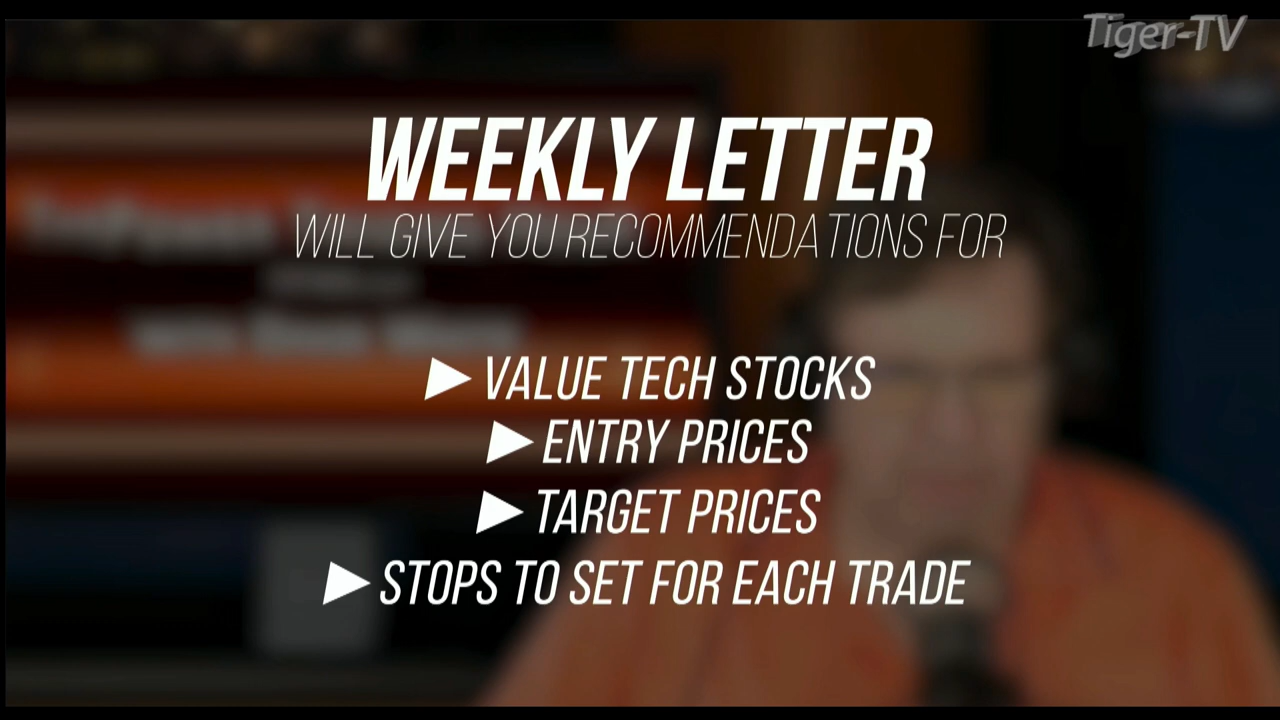 Tiger-TV
WEEKLY LETTER
WILL GIVE YOU RECOMMENDATIONS FOR
▶ VALUE TECH STOCKS
▶ ENTRY PRICES
▶ TARGET PRICES
▶ STOPS TO SET FOR EACH TRADE